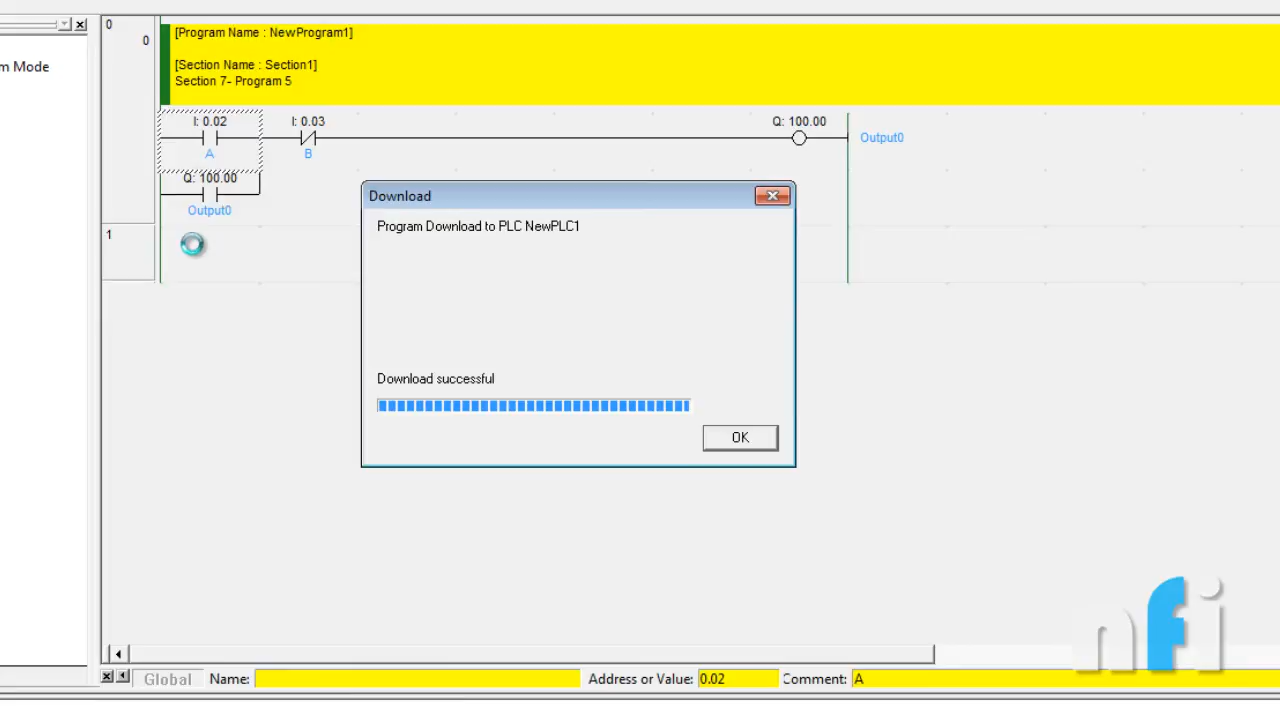 0
0
[Program Name : NewProgram1]
m Mode
[Section Name : Section1]
Section 7- Program 5
I: 0.02
I: 0.03
Q: 100.00
Output0
A
B
Q: 100.00
Output0
Download
Program Download to PLC NewPLC1
1
Download successful
OK
nfi
Global Name: Address or Value: 0.02 Comment: A